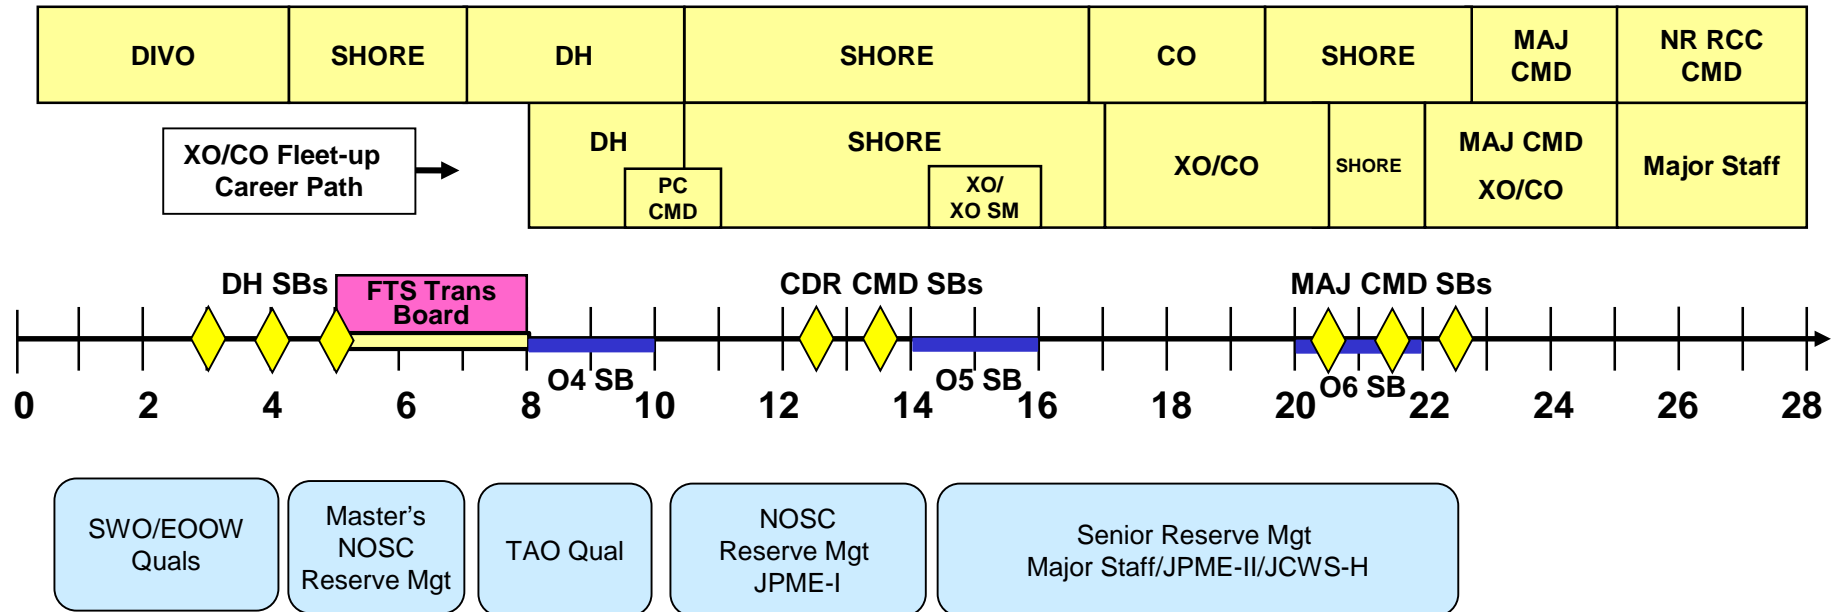 DIVO
SHORE
DH
SHORE
CO
SHORE
MAJ
CMD
NR RCC
CMD
XO/CO Fleet-up
Career Path
DH
PC
CMD
SHORE
XO/
XO SM
XO/CO
SHORE
MAJ CMD
XO/CO
Major Staff
DH SBs
FTS Trans
Board
CDR CMD SBs
MAJ CMD SBs
O4 SB
O5 SB
O6 SB
0 2 4 6 8 10 12 14 16 18 20 22 24 26 28
SWO/EOOW
Quals
Master’s
NOSC
Reserve Mgt
TAO Qual
NOSC
Reserve Mgt
JPME-I
Senior Reserve Mgt
Major Staff/JPME-II/JCWS-H